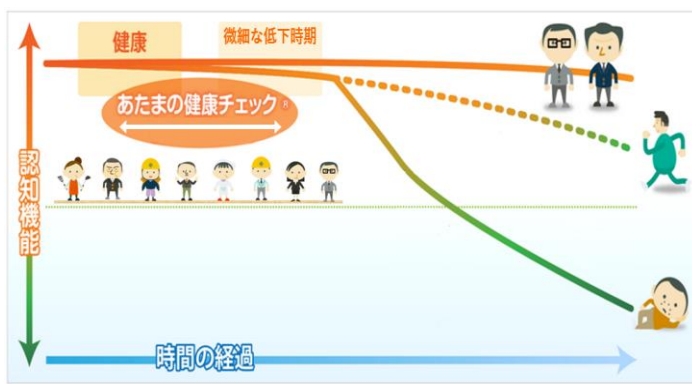 健康
微細な低下時期
あたまの健康チェック®
認知機能
時間の経過